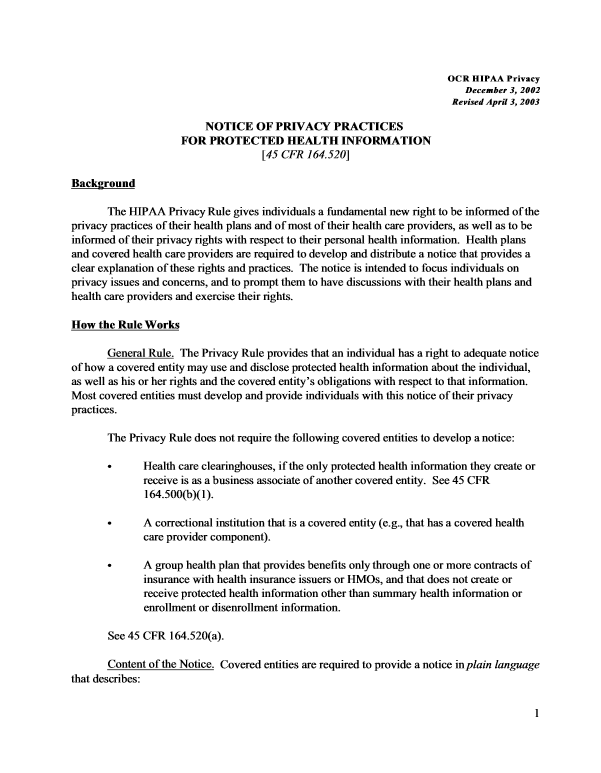 OCR HIPAA Privacy
December 3, 2002
Revised April 3, 2003
NOTICE OF PRIVACY PRACTICES
FOR PROTECTED HEALTH INFORMATION
[45 CFR 164.520]
Background
The HIPAA Privacy Rule gives individuals a fundamental new right to be informed of the
privacy practices of their health plans and of most of their health care providers, as well as to be
informed of their privacy rights with respect to their personal health information. Health plans
and covered health care providers are required to develop and distribute a notice that provides a
clear explanation of these rights and practices. The notice is intended to focus individuals on
privacy issues and concerns, and to prompt them to have discussions with their health plans and
health care providers and exercise their rights.
How the Rule Works
General Rule. The Privacy Rule provides that an individual has a right to adequate notice
of how a covered entity may use and disclose protected health information about the individual,
as well as his or her rights and the covered entity's obligations with respect to that information.
Most covered entities must develop and provide individuals with this notice of their privacy
practices.
The Privacy Rule does not require the following covered entities to develop a notice:
• Health care clearinghouses, if the only protected health information they create or
receive is as a business associate of another covered entity. See 45 CFR
164.500(b)(1).
• A correctional institution that is a covered entity (e.g., that has a covered health
care provider component).
• A group health plan that provides benefits only through one or more contracts of
insurance with health insurance issuers or HMOs, and that does not create or
receive protected health information other than summary health information or
enrollment or disenrollment information.
See 45 CFR 164.520(a).
Content of the Notice. Covered entities are required to provide a notice in plain language
that describes:
1